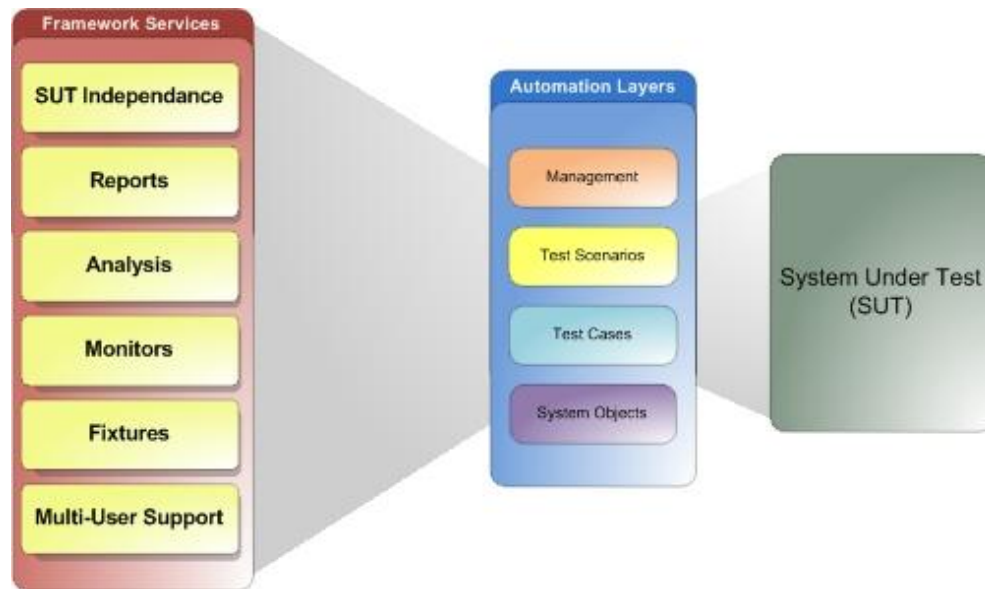 Framework Services
SUT Independance
Reports
Analysis
Monitors
Fixtures
Multi-User Support
Automation Layers
Management
Test Scenarios
Test Cases
System Objects
System Under Test
(SUT)